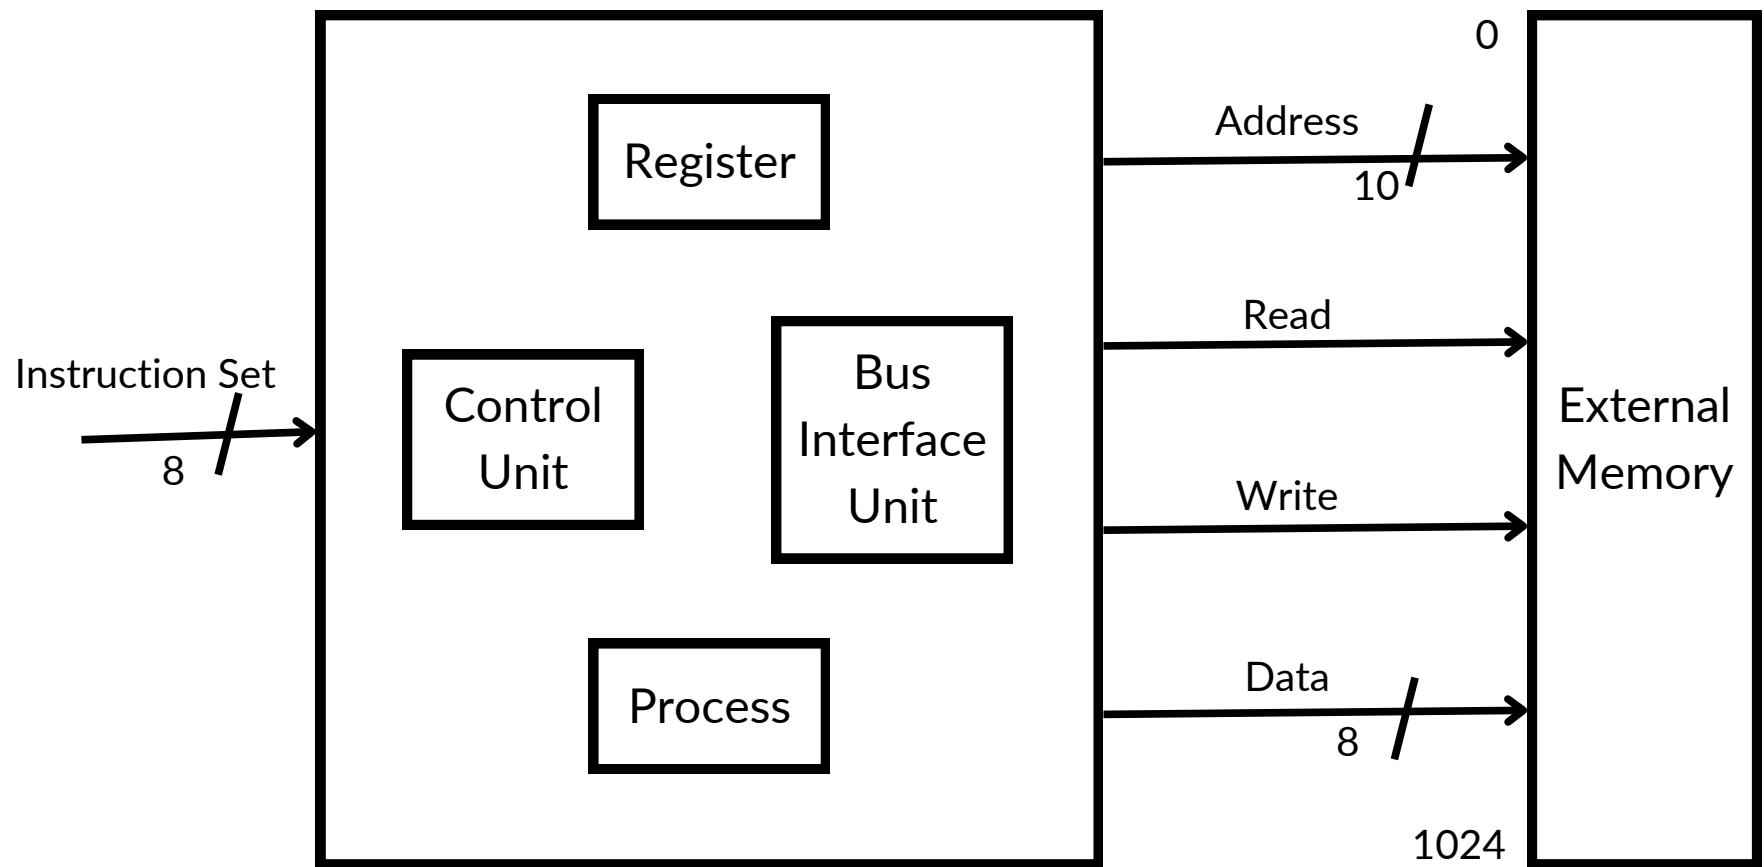 0
Address
10
Register
Read
Instruction Set
8
Control
Unit
Bus
Interface
Unit
External
Memory
Write
Data
8
Process
1024